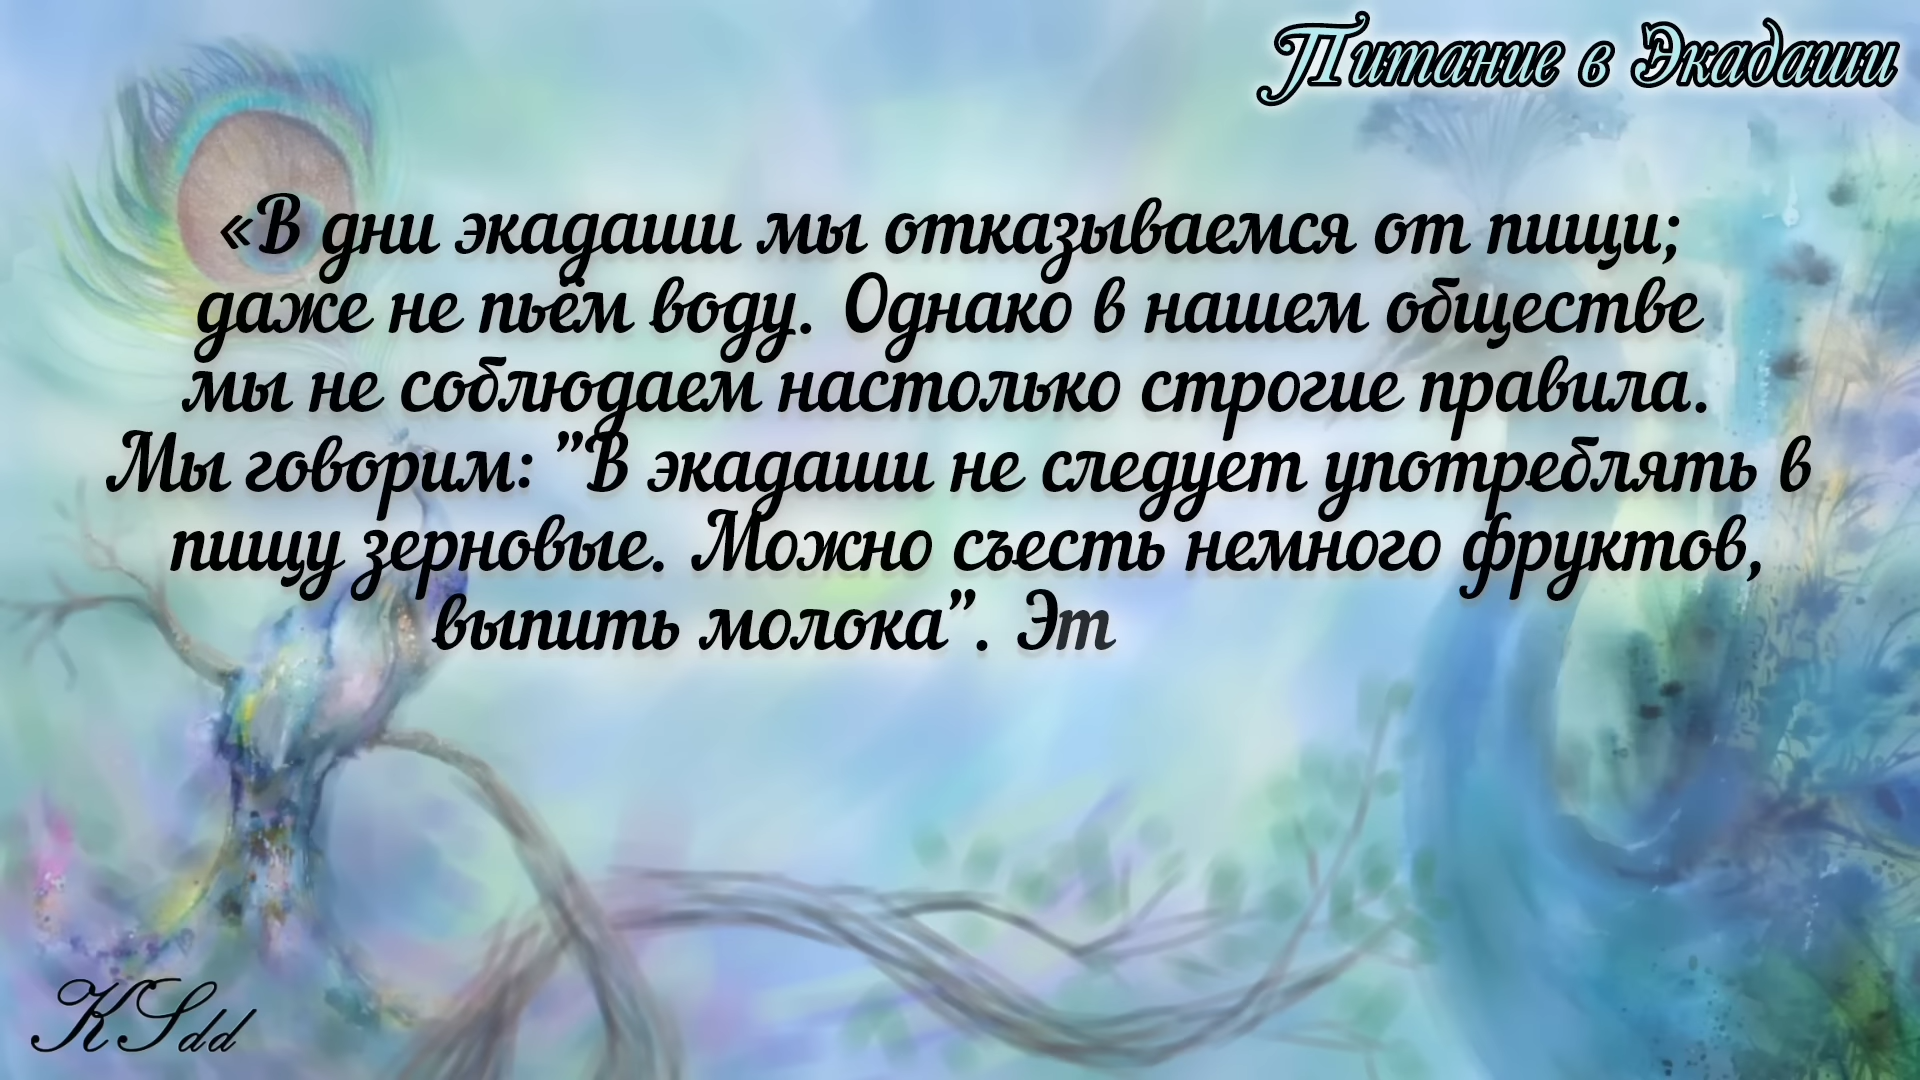 Питание в Экадаши
«В дни экадаши мы отказываемся от пищи;
даже не пьём воду. Однако в нашем обществе
мы не соблюдаем настолько строгие правила.
Мы говорим: "В экадаши не следует употреблять в
пищу зерновые. Можно съесть немного фруктов,
выпить молока". Эт
KSdd